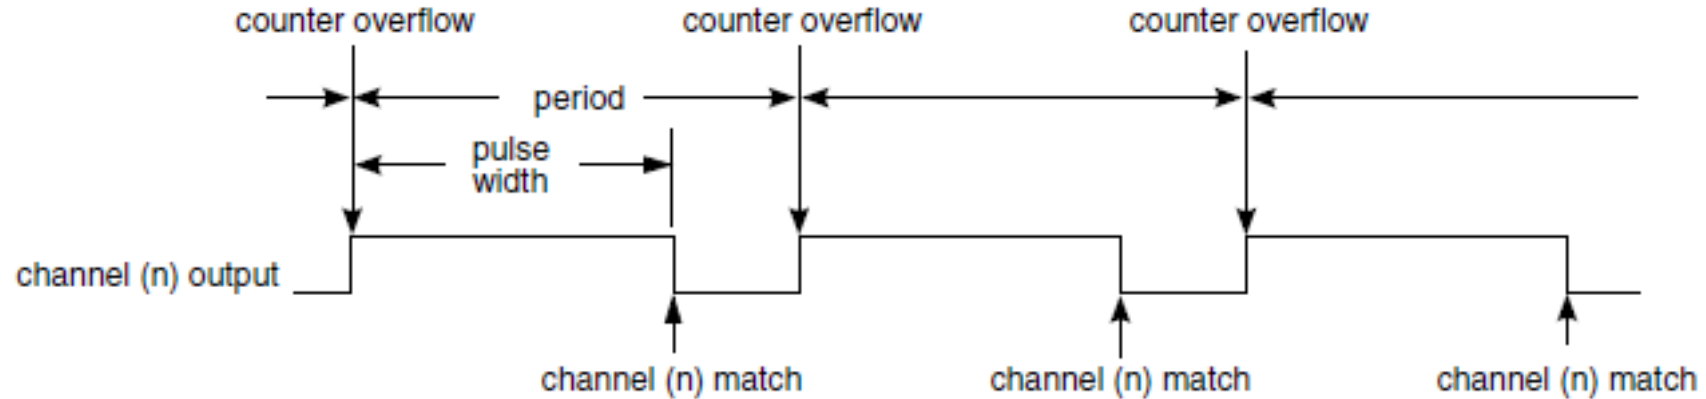 counter overflow counter overflow counter overflow
period
pulse
width
channel (n) output
channel (n) match channel (n) match channel (n) match